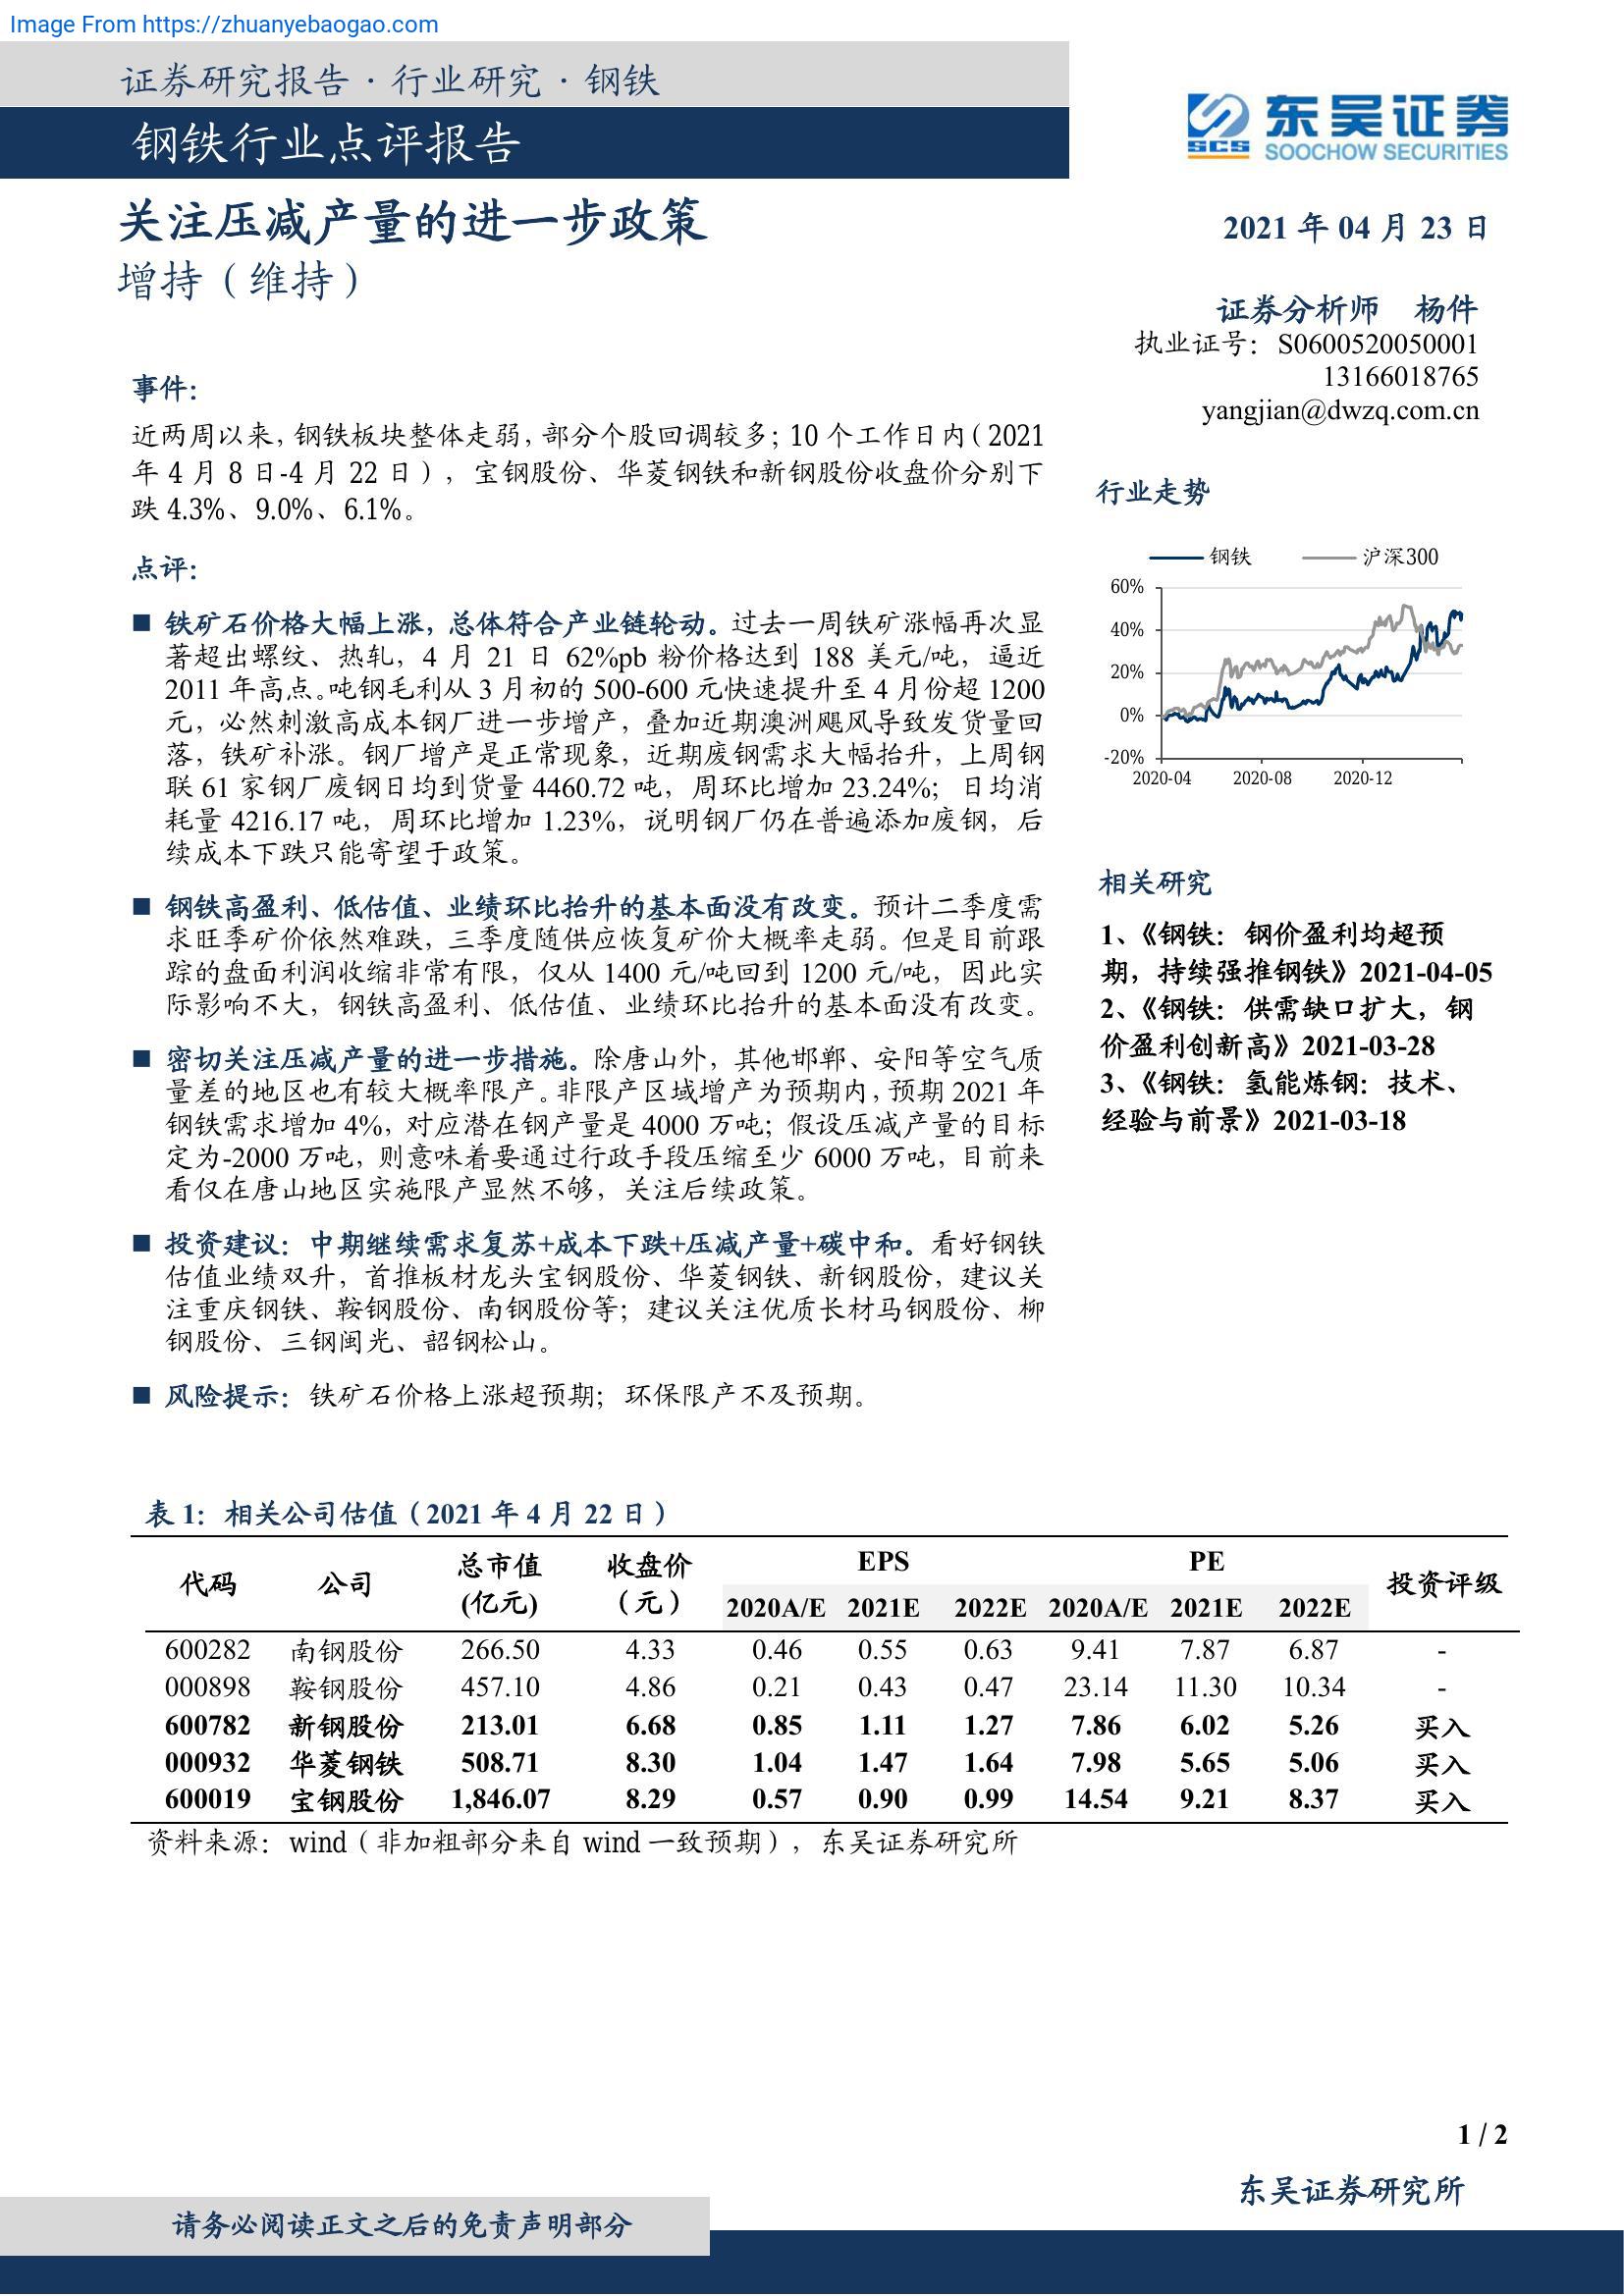 Image From https://zhuanyebaogao.com
证券研究报告 · 行业研究 · 钢铁
钢铁行业点评报告
东吴证券
SCS SOOCHOW SECURITIES
关注压减产量的进一步政策
增持（维持）
2021 年 04 月 23 日
证券分析师 杨件
执业证号：S0600520050001
13166018765
yangjian@dwzq.com.cn
事件：
近两周以来，钢铁板块整体走弱，部分个股回调较多；10 个工作日内（2021
年 4 月 8 日-4 月 22 日），宝钢股份、华菱钢铁和新钢股份收盘价分别下
跌 4.3%、9.0%、6.1%。
点评：
■ 铁矿石价格大幅上涨，总体符合产业链轮动。过去一周铁矿涨幅再次显
著超出螺纹、热轧，4 月 21 日 62%pb 粉价格达到 188 美元/吨，逼近
2011 年高点。吨钢毛利从 3 月初的 500-600 元快速提升至 4 月份超 1200
元，必然刺激高成本钢厂进一步增产，叠加近期澳洲飓风导致发货量回
落，铁矿补涨。钢厂增产是正常现象，近期废钢需求大幅抬升，上周钢
联 61 家钢厂废钢日均到货量 4460.72 吨，周环比增加 23.24%；日均消
耗量 4216.17 吨，周环比增加 1.23%，说明钢厂仍在普遍添加废钢，后
续成本下跌只能寄望于政策。
■ 钢铁高盈利、低估值、业绩环比抬升的基本面没有改变。预计二季度需
求旺季矿价依然难跌，三季度随供应恢复矿价大概率走弱。但是目前跟
踪的盘面利润收缩非常有限，仅从 1400 元/吨回到 1200 元/吨，因此实
际影响不大，钢铁高盈利、低估值、业绩环比抬升的基本面没有改变。
■ 密切关注压减产量的进一步措施。除唐山外，其他邯郸、安阳等空气质
量差的地区也有较大概率限产。非限产区域增产为预期内，预期 2021 年
钢铁需求增加 4%，对应潜在钢产量是 4000 万吨；假设压减产量的目标
定为-2000 万吨，则意味着要通过行政手段压缩至少 6000 万吨，目前来
看仅在唐山地区实施限产显然不够，关注后续政策。
■ 投资建议：中期继续需求复苏+成本下跌+压减产量+碳中和。看好钢铁
估值业绩双升，首推板材龙头宝钢股份、华菱钢铁、新钢股份，建议关
注重庆钢铁、鞍钢股份、南钢股份等；建议关注优质长材马钢股份、柳
钢股份、三钢闽光、韶钢松山。
■ 风险提示：铁矿石价格上涨超预期；环保限产不及预期。
行业走势
钢铁 沪深300
60%
40%
20%
0%
-20%
2020-04 2020-08 2020-12
相关研究
1、《钢铁：钢价盈利均超预
期，持续强推钢铁》2021-04-05
2、《钢铁：供需缺口扩大，钢
价盈利创新高》2021-03-28
3、《钢铁：氢能炼钢：技术、
经验与前景》2021-03-18
表 1：相关公司估值（2021 年 4 月 22 日）
代码 公司 总市值(亿元) 收盘价（元） EPS PE 投资评级
2020A/E 2021E 2022E 2020A/E 2021E 2022E
600282 南钢股份 266.50 4.33 0.46 0.55 0.63 9.41 7.87 6.87 -
000898 鞍钢股份 457.10 4.86 0.21 0.43 0.47 23.14 11.30 10.34 -
600782 新钢股份 213.01 6.68 0.85 1.11 1.27 7.86 6.02 5.26 买入
000932 华菱钢铁 508.71 8.30 1.04 1.47 1.64 7.98 5.65 5.06 买入
600019 宝钢股份 1,846.07 8.29 0.57 0.90 0.99 14.54 9.21 8.37 买入
资料来源：wind（非加粗部分来自 wind 一致预期），东吴证券研究所
1 / 2
东吴证券研究所
请务必阅读正文之后的免责声明部分